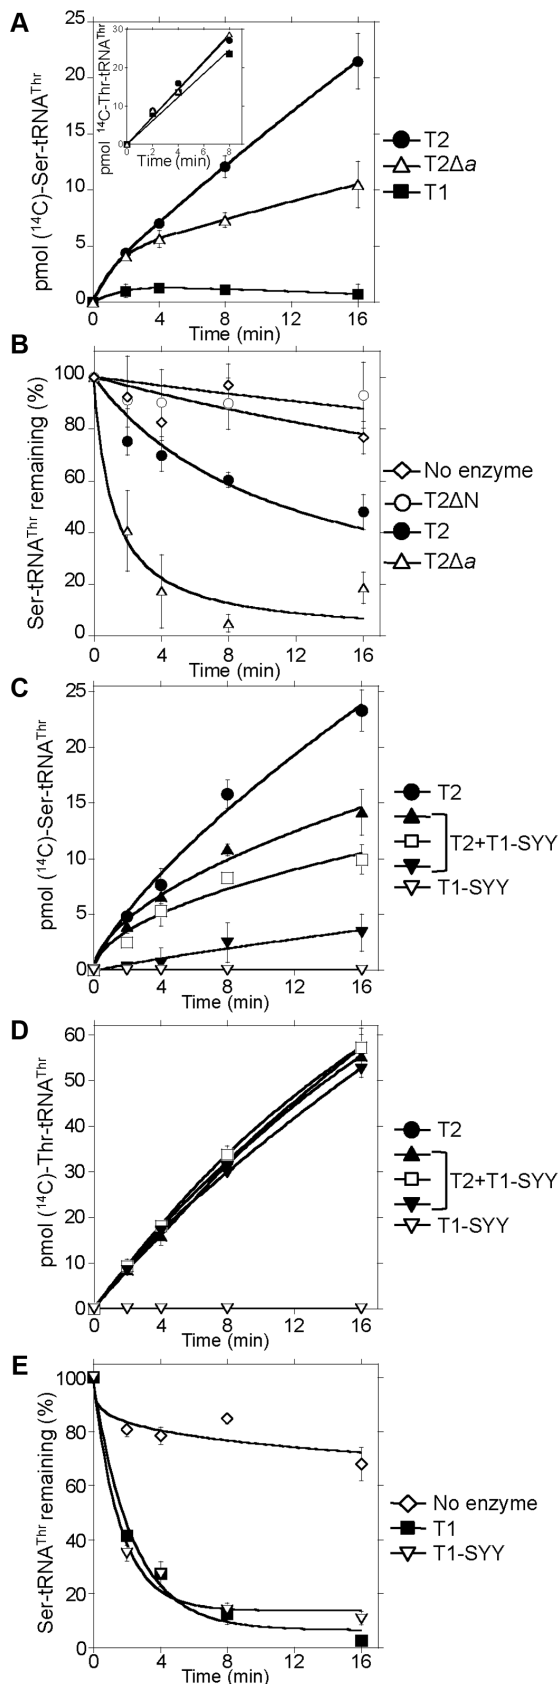 A
pmol (¹⁴C)-Ser-tRNAᵀʰʳ
25
20
15
10
5
0
0 4 8 12 16
Time (min)
pmol ¹⁴C-Thr-tRNAᵀʰʳ
30
20
10
0
0 2 4 6 8
Time (min)
T2
T2Δa
T1
B
Ser-tRNAᵀʰʳ remaining (%)
100
80
60
40
20
0
0 4 8 12 16
Time (min)
No enzyme
T2ΔN
T2
T2Δa
C
pmol (¹⁴C)-Ser-tRNAᵀʰʳ
25
20
15
10
5
0
0 4 8 12 16
Time (min)
T2
T2+T1-SYY
T1-SYY
D
pmol (¹⁴C)-Thr-tRNAᵀʰʳ
60
50
40
30
20
10
0
0 4 8 12 16
Time (min)
T2
T2+T1-SYY
T1-SYY
E
Ser-tRNAᵀʰʳ remaining (%)
100
80
60
40
20
0
0 4 8 12 16
Time (min)
No enzyme
T1
T1-SYY